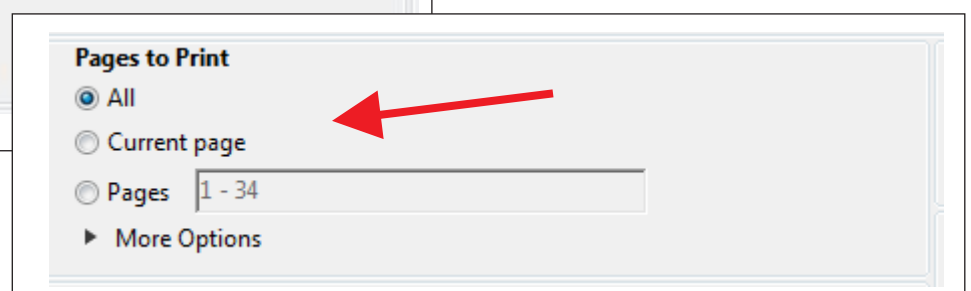 Pages to Print
All
Current page
Pages 1 - 34
More Options